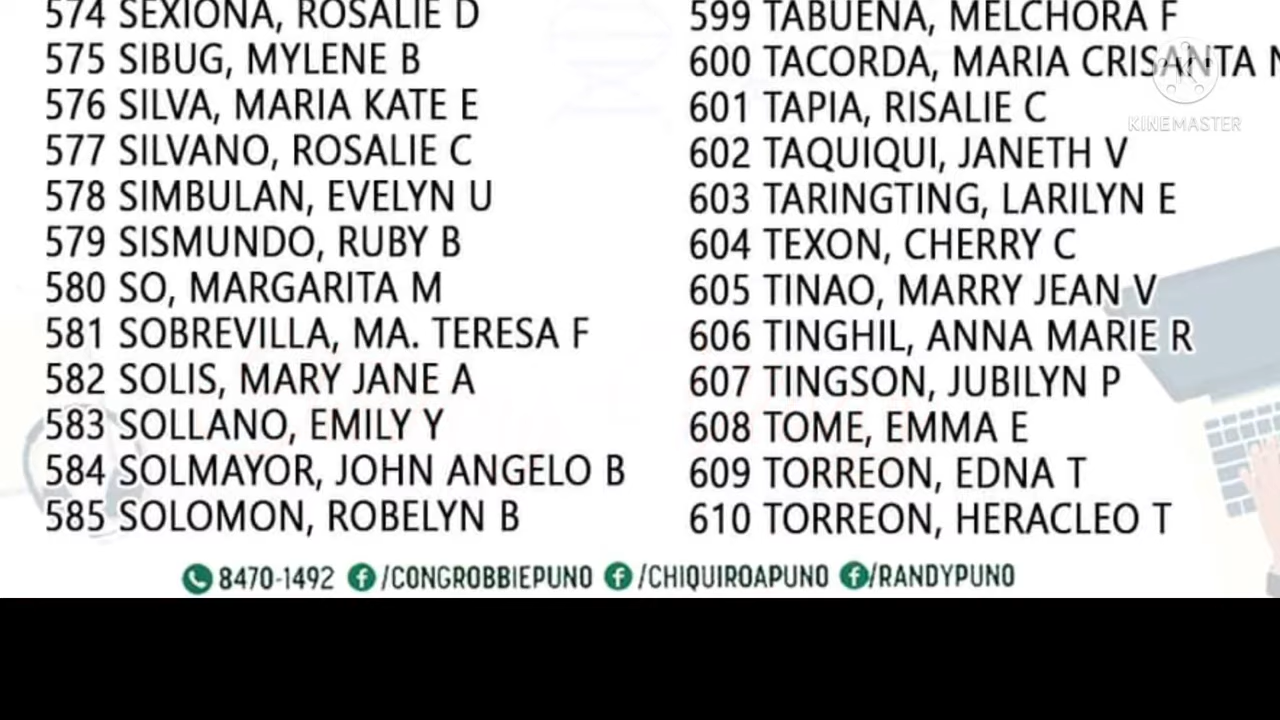 574 SEXIONA, ROSALIE D
575 SIBUG, MYLENE B
576 SILVA, MARIA KATE E
577 SILVANO, ROSALIE C
578 SIMBULAN, EVELYN U
579 SISMUNDO, RUBY B
580 SO, MARGARITA M
581 SOBREVILLA, MA. TERESA F
582 SOLIS, MARY JANE A
583 SOLLANO, EMILY Y
584 SOLMAYOR, JOHN ANGELO B
585 SOLOMON, ROBELYN B
599 TABUENA, MELCHORA F
600 TACORDA, MARIA CRISANTA
601 TAPIA, RISALIE C
602 TAQUIQUI, JANETH V
603 TARINGTING, LARILYN E
604 TEXON, CHERRY C
605 TINAO, MARRY JEAN V
606 TINGHIL, ANNA MARIE R
607 TINGSON, JUBILYN P
608 TOME, EMMA E
609 TORREON, EDNA T
610 TORREON, HERACLEO T
KINEMASTER
8470-1492 /CONGROBBIEPUNO /CHIQUIROAPUNO /RANDYPUNO